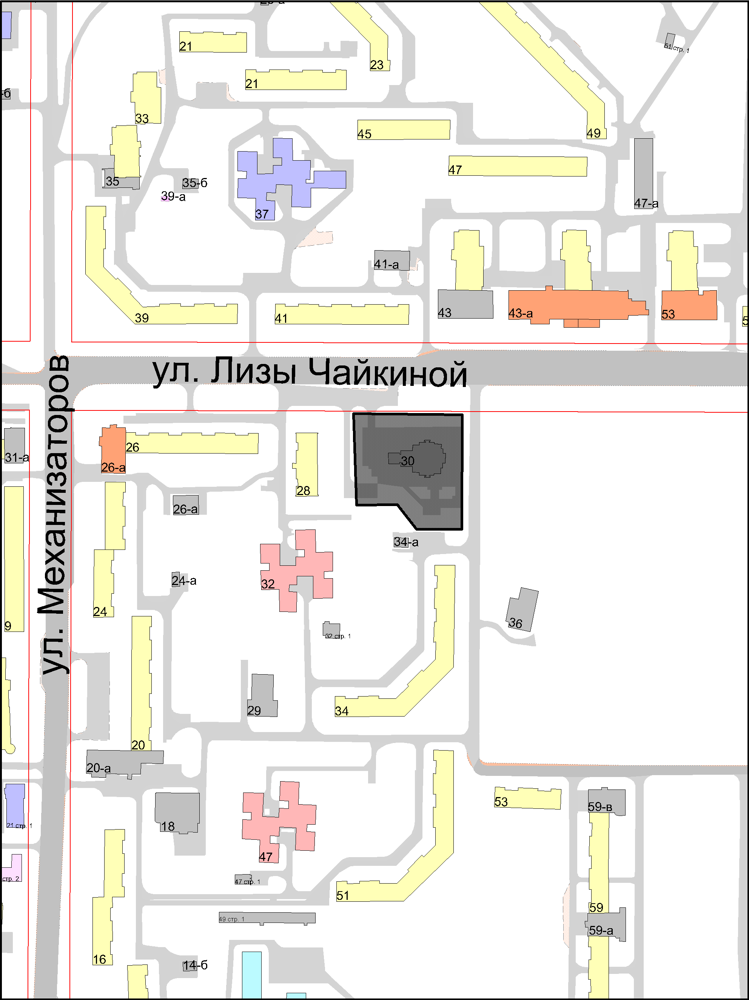 21
23
51 стр. 1
21
-б
33
45
49
35
35-б
39-а
47
37
47-а
41-а
39
41
43
43-а
53
5
ул. Лизы Чайкиной
ул. Механизаторов
26
26-а
31-а
30
28
26-а
34-а
24-а
32
24
36
9
32 стр. 1
29
34
20
20-а
53
59-в
18
21 стр. 1
47
стр. 2
47 стр. 1
51
59
49 стр. 1
59-а
16
14-б